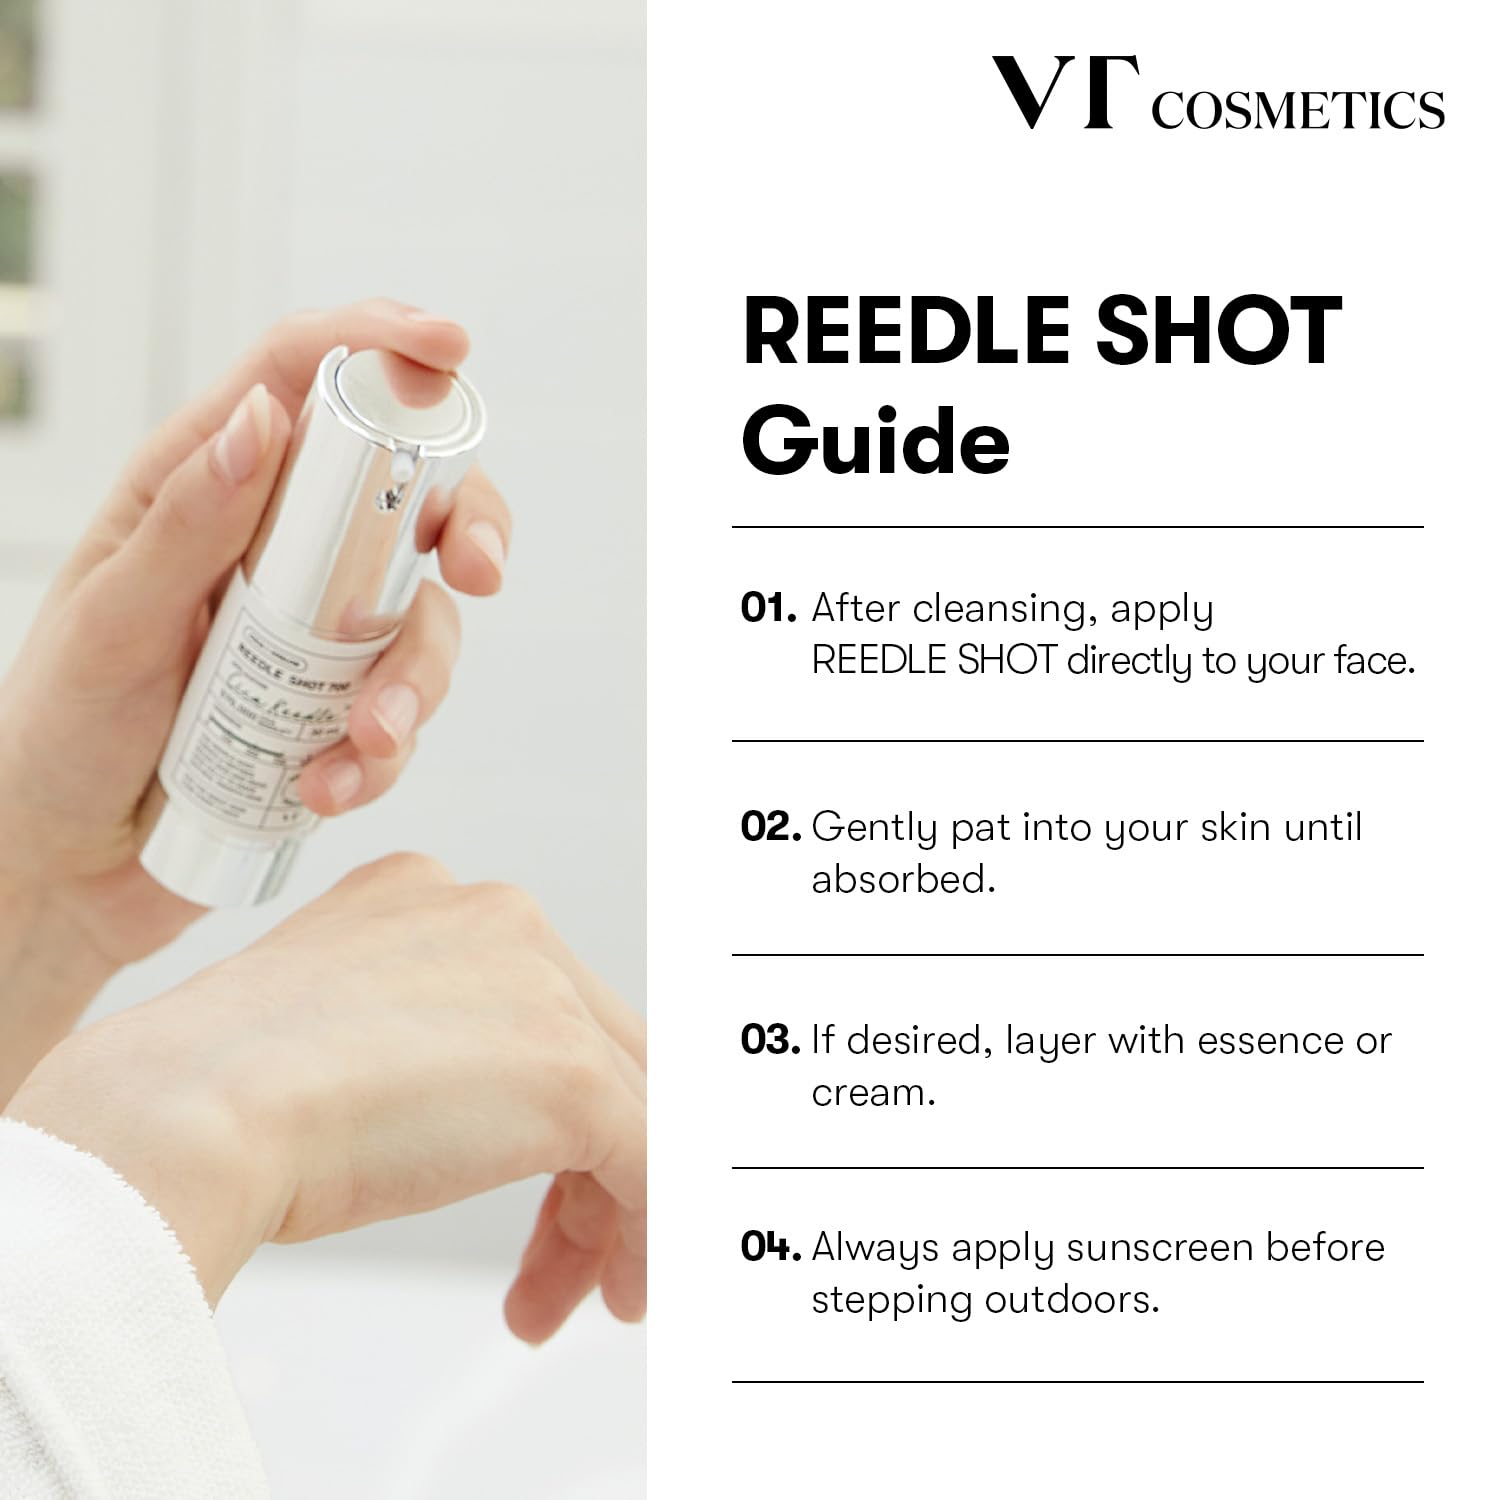 VT COSMETICS
REEDLE SHOT
Guide
01. After cleansing, apply
REEDLE SHOT directly to your face.
02. Gently pat into your skin until
absorbed.
03. If desired, layer with essence or
cream.
04. Always apply sunscreen before
stepping outdoors.
REEDLE SHOT
Cica Reedle